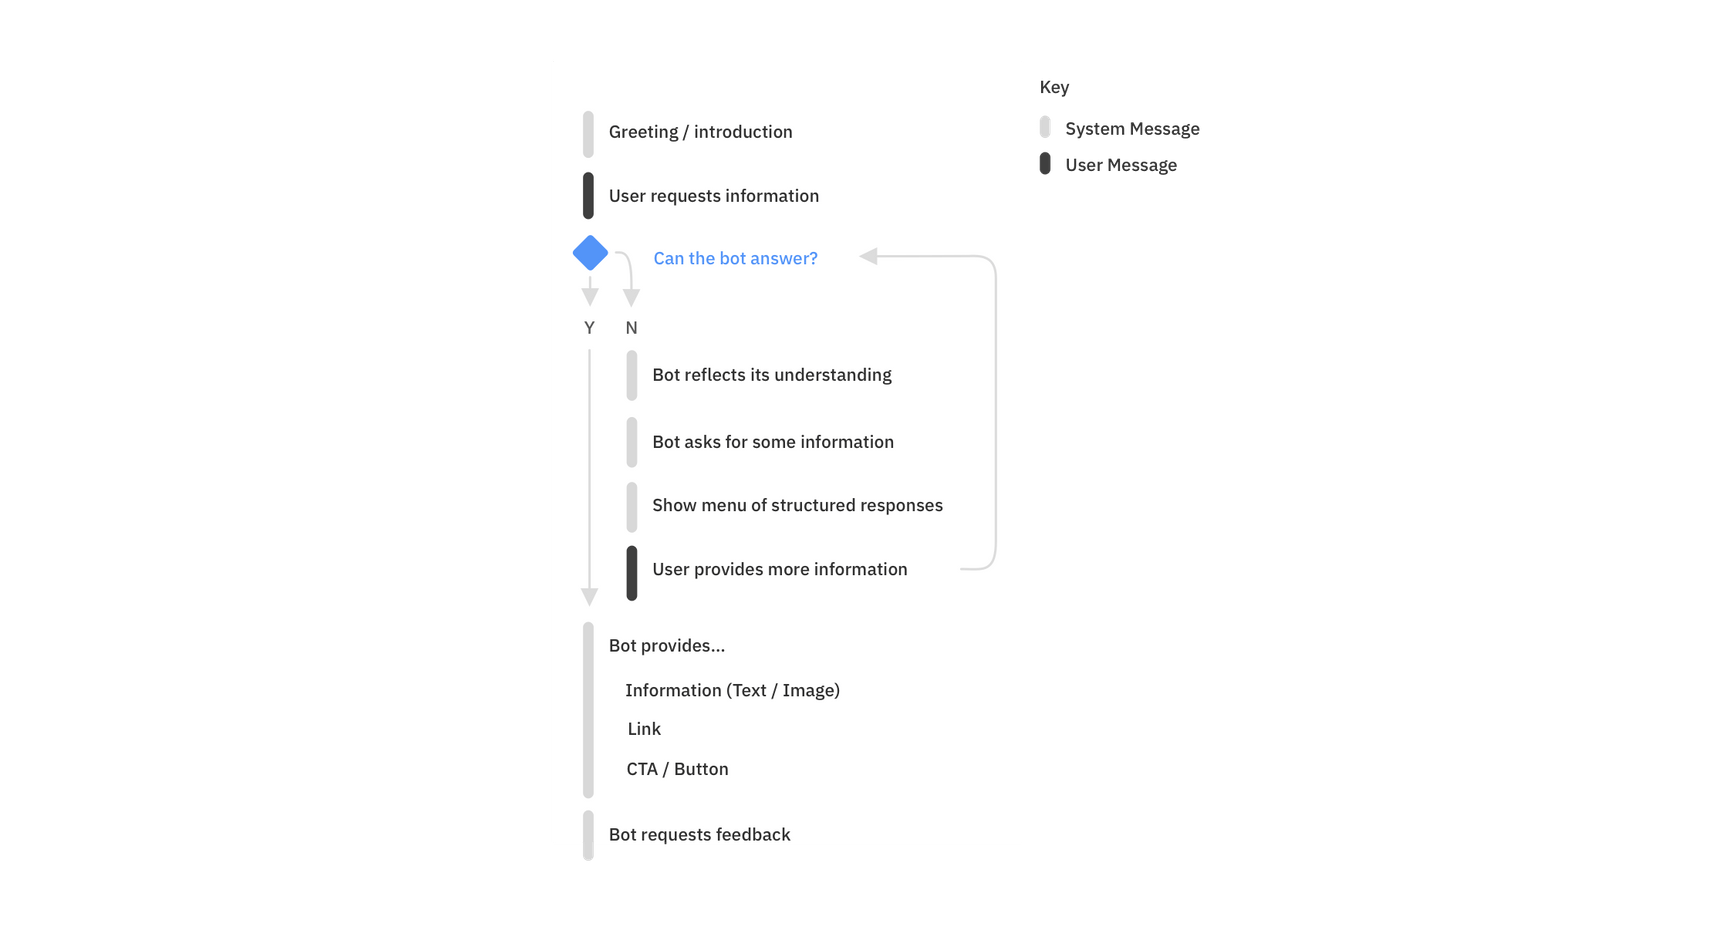 Key
System Message
User Message
Greeting / introduction
User requests information
Can the bot answer?
Y
N
Bot reflects its understanding
Bot asks for some information
Show menu of structured responses
User provides more information
Bot provides...
Information (Text / Image)
Link
CTA / Button
Bot requests feedback